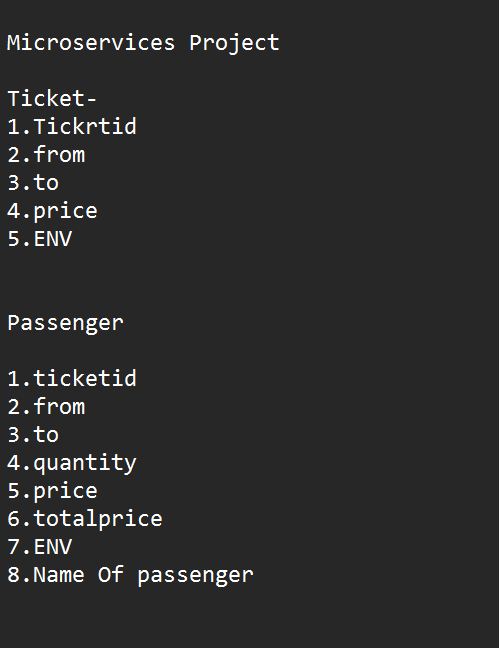 Microservices Project
Ticket-
1.Tickrtid
2.from
3.to
4.price
5.ENV
Passenger
1.ticketid
2.from
3.to
4.quantity
5.price
6.totalprice
7.ENV
8.Name Of passenger